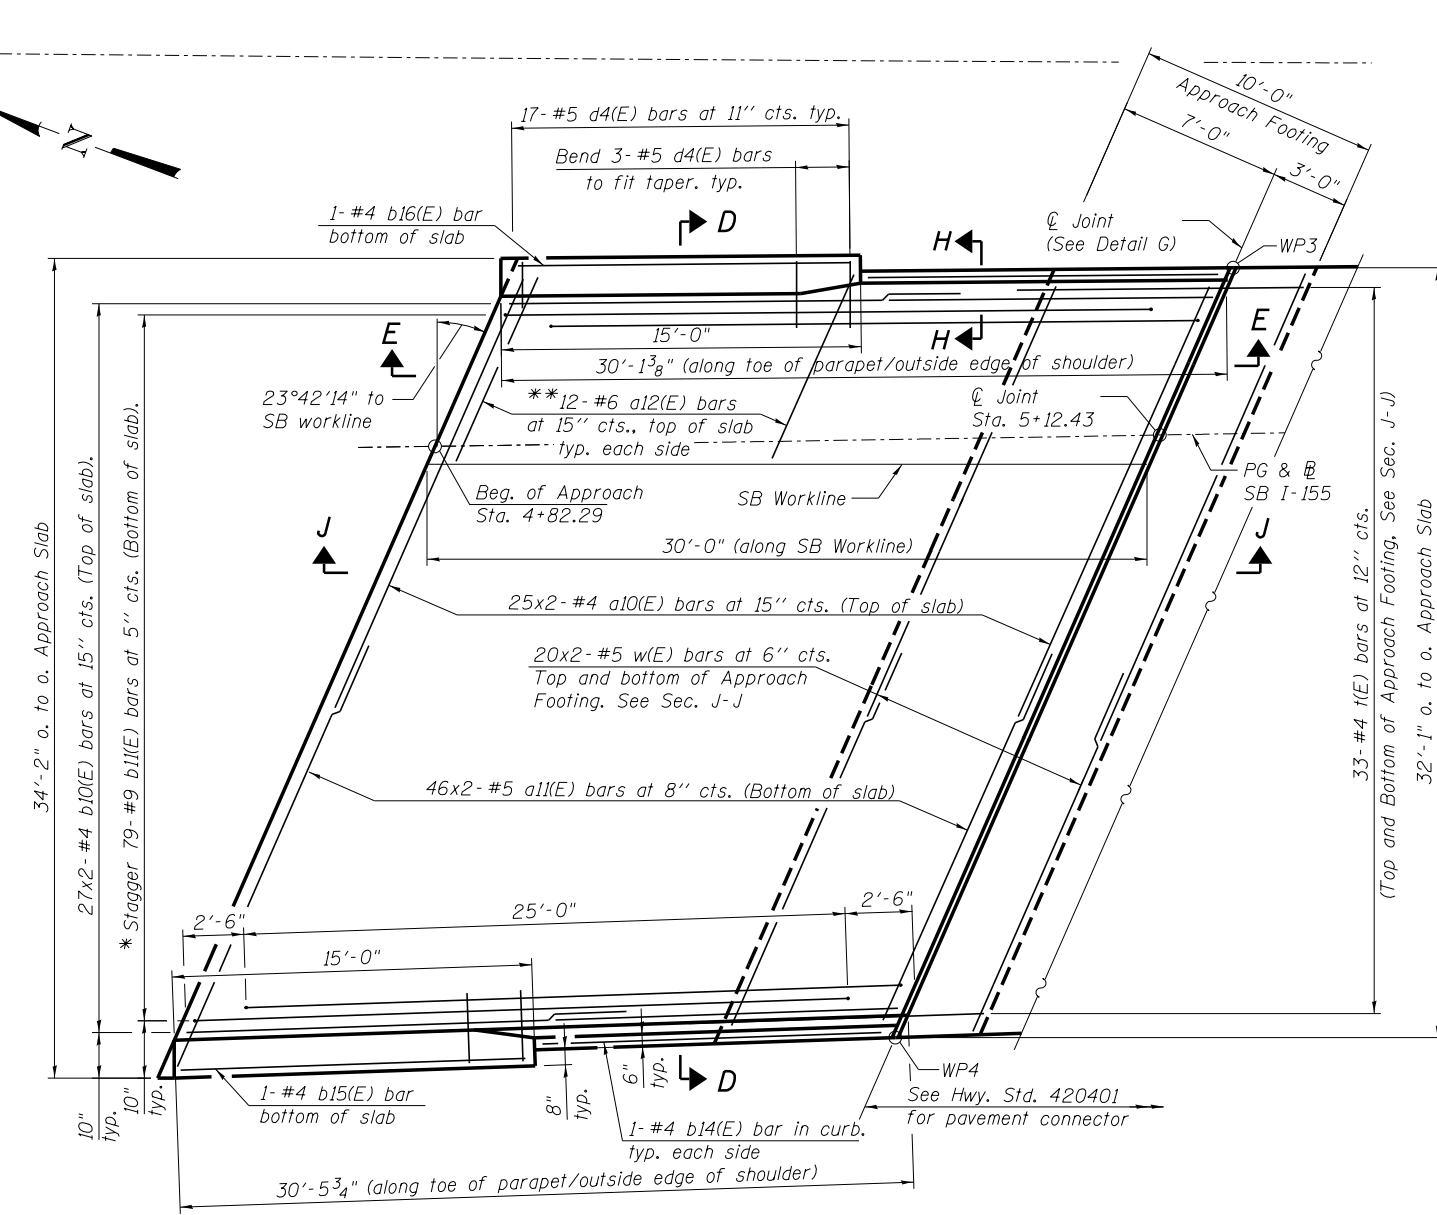 10'-0"
Approach Footing
7'-0"
3'-0"
N
17-#5 d4(E) bars at 11'' cts. typ.
Bend 3-#5 d4(E) bars
to fit taper. typ.
1-#4 b16(E) bar
bottom of slab
D
H
℄ Joint
(See Detail G)
WP3
E
15'-0"
H
E
30'-1 3/8" (along toe of parapet/outside edge of shoulder)
23°42'14" to
SB workline
**12-#6 a12(E) bars
at 15'' cts., top of slab
typ. each side
℄ Joint
Sta. 5+12.43
Beg. of Approach
Sta. 4+82.29
SB Workline
PG & ⅊
SB I-155
J
30'-0" (along SB Workline)
J
25x2-#4 a10(E) bars at 15'' cts. (Top of slab)
20x2-#5 w(E) bars at 6'' cts.
Top and bottom of Approach
Footing. See Sec. J-J
46x2-#5 a11(E) bars at 8'' cts. (Bottom of slab)
34'-2" o. to o. Approach Slab
27x2-#4 b10(E) bars at 15'' cts. (Top of slab).
*Stagger 79-#9 b11(E) bars at 5'' cts. (Bottom of slab).
33-#4 t(E) bars at 12'' cts.
(Top and Bottom of Approach Footing, See Sec. J-J)
32'-1" o. to o. Approach Slab
2'-6"
25'-0"
2'-6"
15'-0"
10"
typ.
10"
typ.
1-#4 b15(E) bar
bottom of slab
8"
typ.
6"
typ.
D
WP4
See Hwy. Std. 420401
for pavement connector
1-#4 b14(E) bar in curb.
typ. each side
30'-5 3/4" (along toe of parapet/outside edge of shoulder)